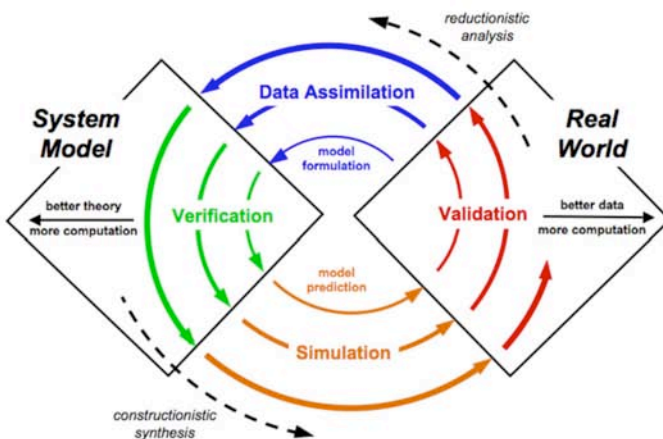 reductionistic
analysis
Data Assimilation
System
Model
Real
World
model
formulation
better theory
more computation
Verification
Validation
better data
more computation
model
prediction
Simulation
constructionistic
synthesis